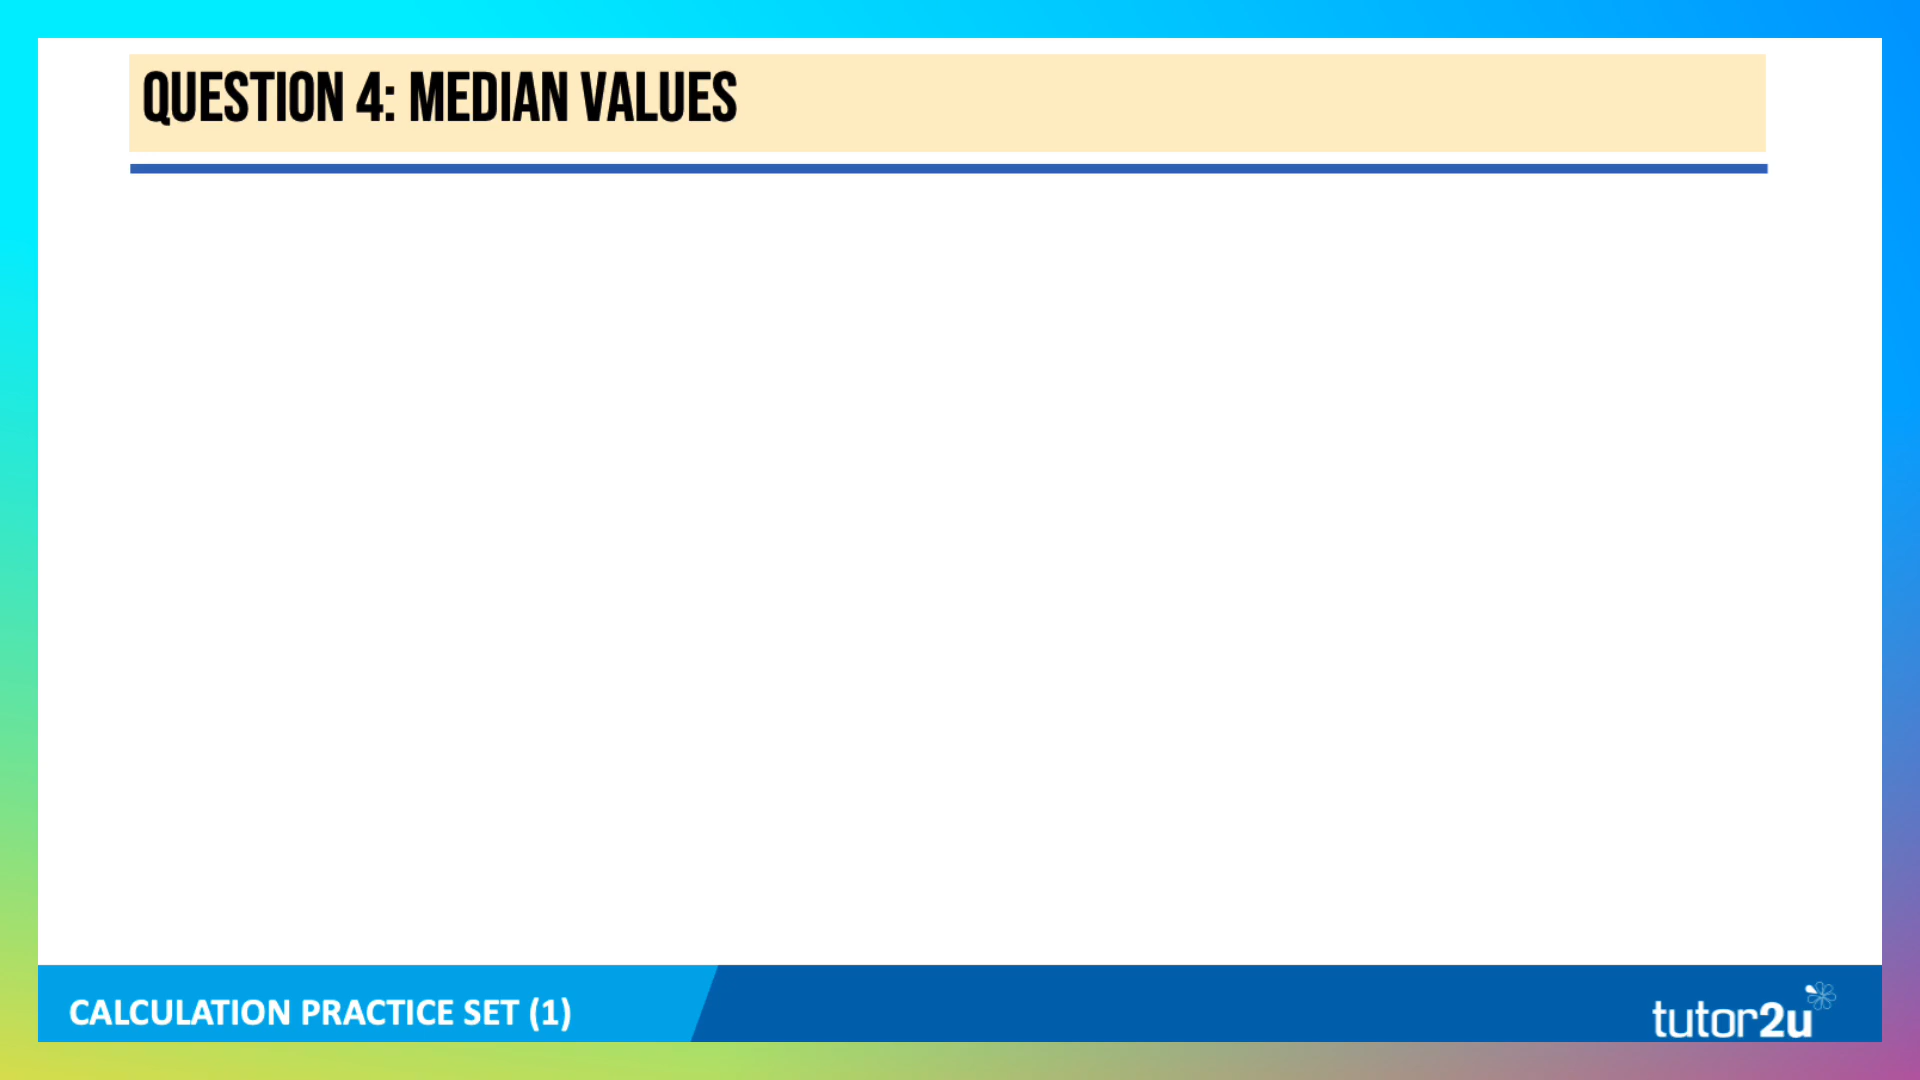 QUESTION 4: MEDIAN VALUES
CALCULATION PRACTICE SET (1)
tutor2u